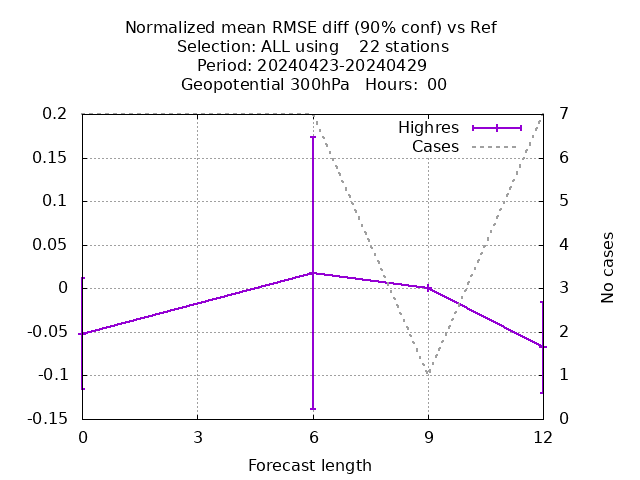 Normalized mean RMSE diff (90% conf) vs Ref
Selection: ALL using    22 stations
Period: 20240423-20240429
Geopotential 300hPa   Hours:  00
Highres
Cases
0.2
0.15
0.1
0.05
0
-0.05
-0.1
-0.15
7
6
5
4
3
2
1
0
No cases
0
3
6
9
12
Forecast length